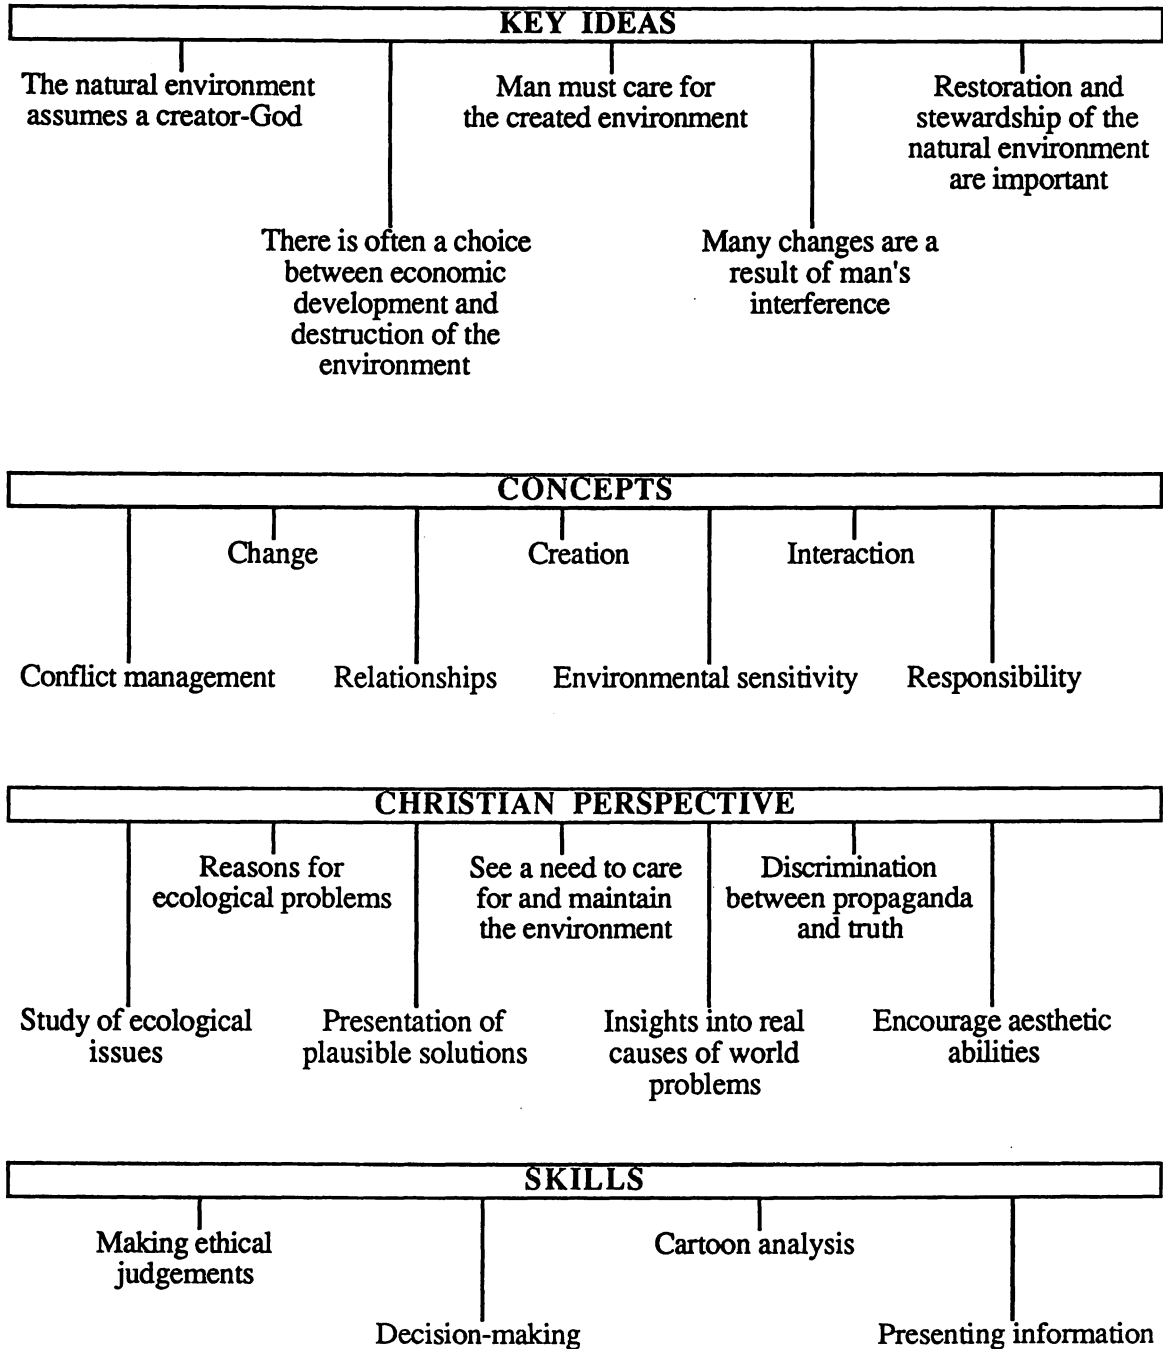 KEY IDEAS
The natural environment
assumes a creator-God
Man must care for
the created environment
Restoration and
stewardship of the
natural environment
are important
There is often a choice
between economic
development and
destruction of the
environment
Many changes are a
result of man's
interference
CONCEPTS
Change
Creation
Interaction
Conflict management
Relationships
Environmental sensitivity
Responsibility
CHRISTIAN PERSPECTIVE
Reasons for
ecological problems
See a need to care
for and maintain
the environment
Discrimination
between propaganda
and truth
Study of ecological
issues
Presentation of
plausible solutions
Insights into real
causes of world
problems
Encourage aesthetic
abilities
SKILLS
Making ethical
judgements
Cartoon analysis
Decision-making
Presenting information